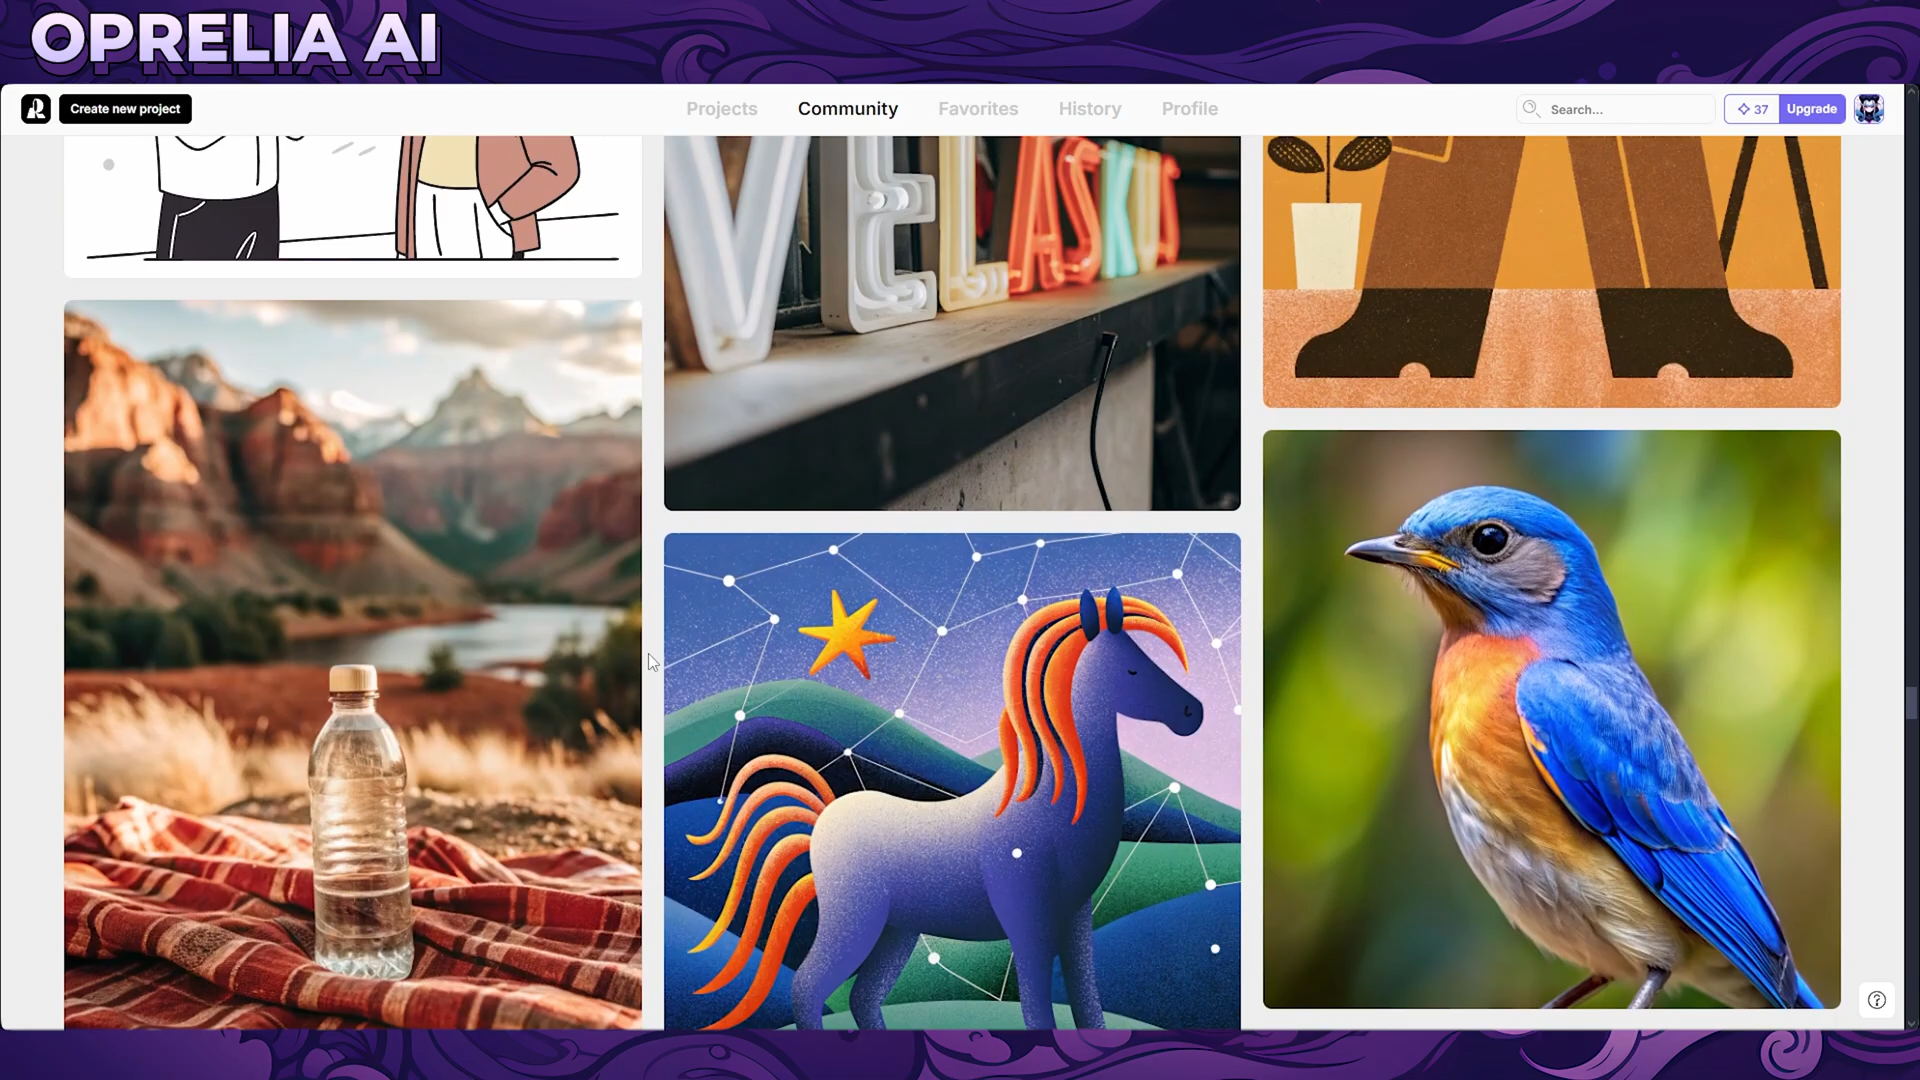 OPRELIA AI
Create new project
Projects
Community
Favorites
History
Profile
Search...
37
Upgrade
VELASKUS